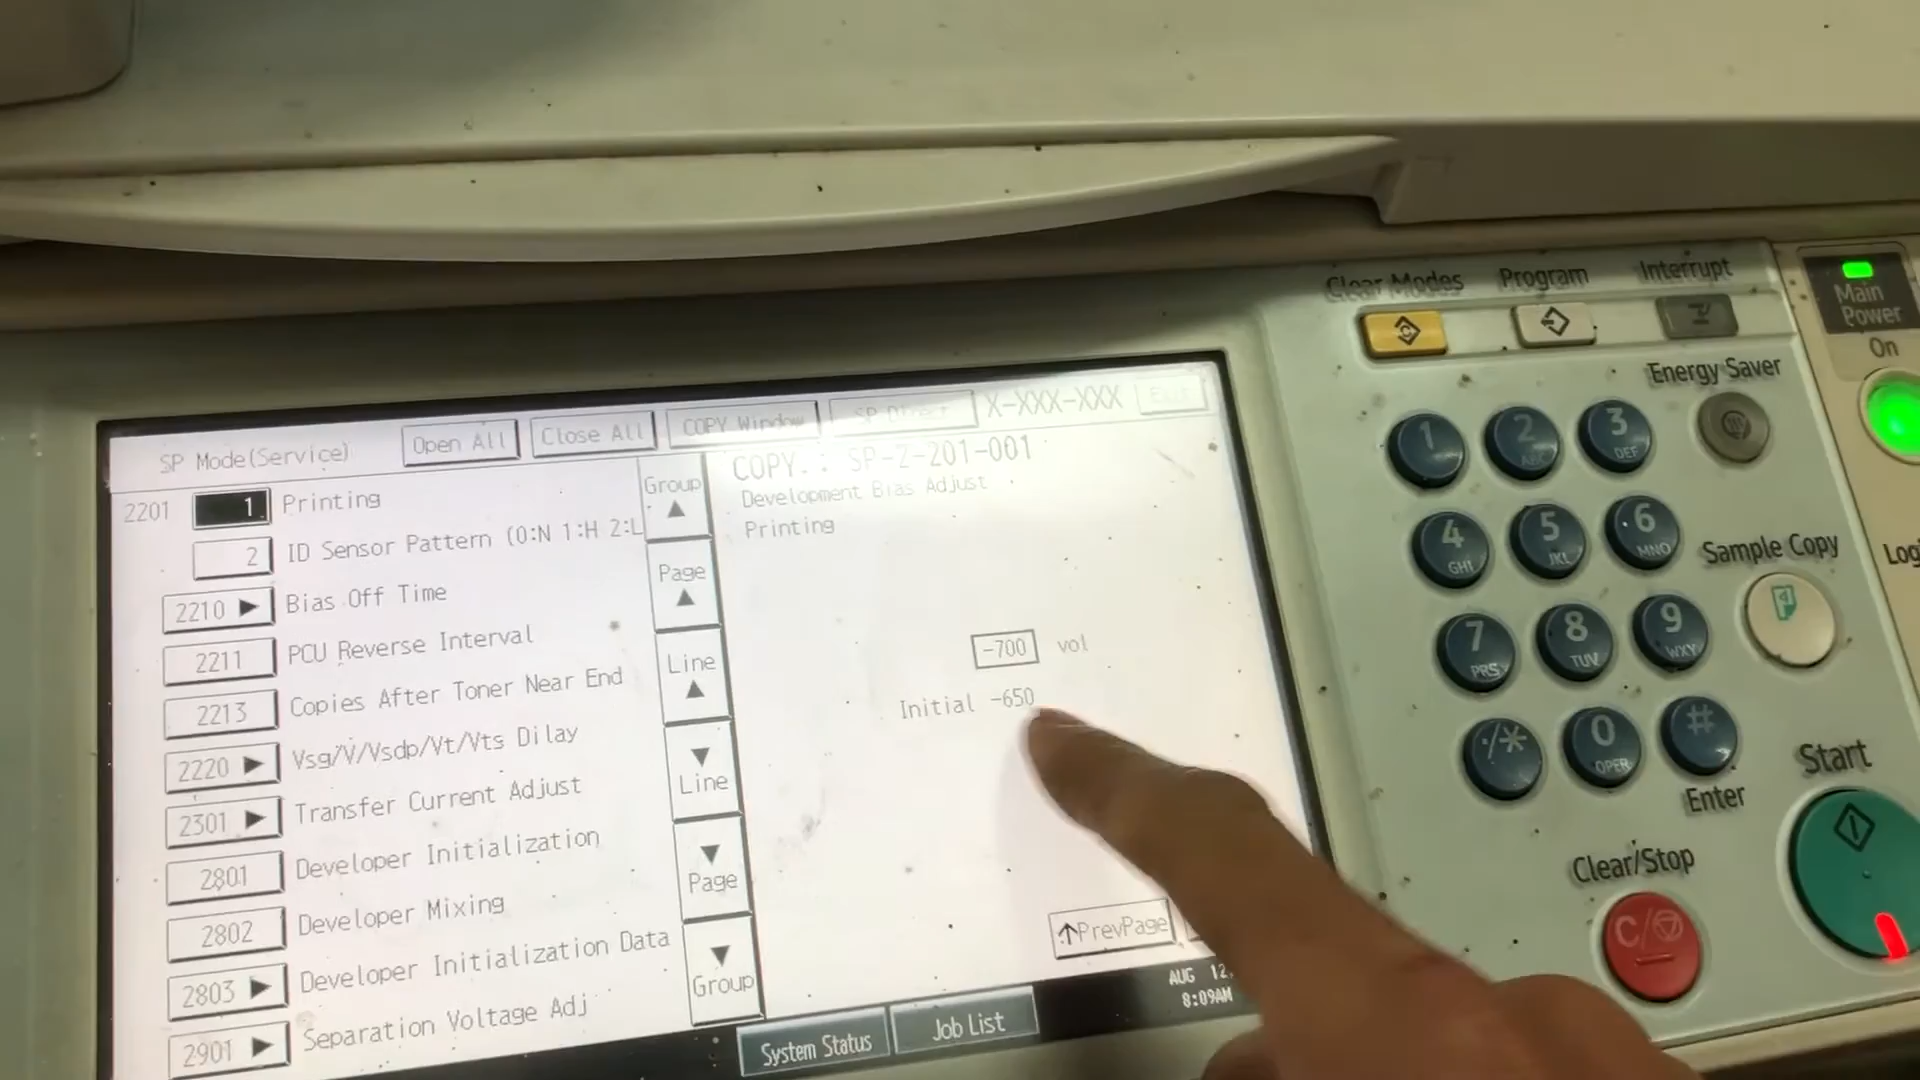 Clear Modes Program Interrupt
Main
Power
On
Energy Saver
SP Mode(Service) Open All Close All COPY Window SP Direct X-XXX-XXX Exit
COPY : SP-2-201-001
Development Bias Adjust
Printing
-700 vol
Initial -650
↑PrevPage
2201 1 Printing
2 ID Sensor Pattern (0:N 1:H 2:L
2210 ▶ Bias Off Time
2211 PCU Reverse Interval
2213 Copies After Toner Near End
2220 ▶ Vsg/V/Vsdp/Vt/Vts Dilay
2301 ▶ Transfer Current Adjust
2801 Developer Initialization
2802 Developer Mixing
2803 ▶ Developer Initialization Data
2901 ▶ Separation Voltage Adj
Group
▲
Page
▲
Line
▲
▼
Line
▼
Page
▼
Group
System Status Job List
AUG 12,
8:09AM
1 2 ABC 3 DEF
4 GHI 5 JKL 6 MNO
7 PRS 8 TUV 9 WXY
./* 0 OPER #
Enter
Sample Copy
Logi
Start
Clear/Stop
C/